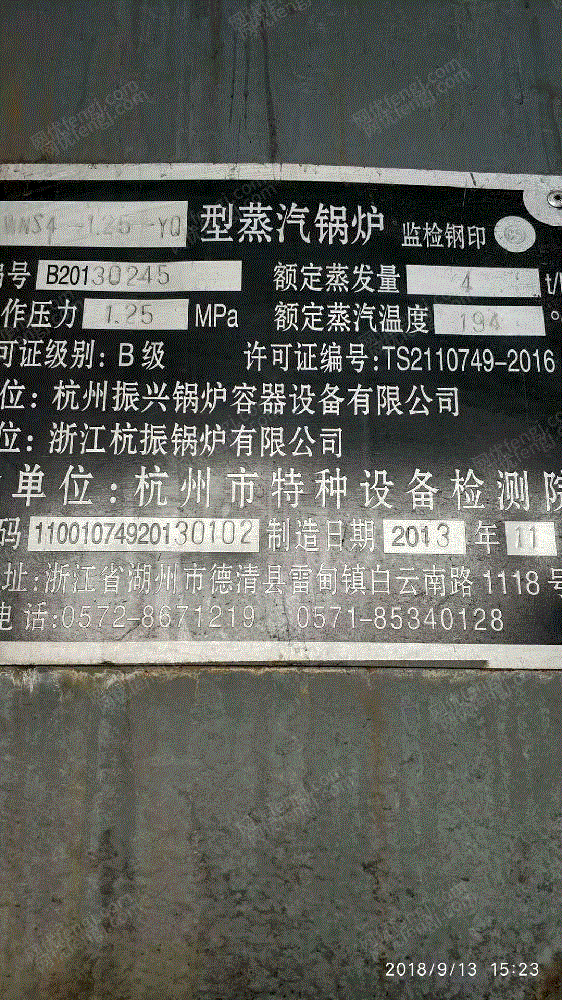 WNS4-1.25-YQ 型蒸汽锅炉 监检钢印
编号 B20130245 额定蒸发量 4 t/
作压力 1.25 MPa 额定蒸汽温度 194 °
可证级别: B 级 许可证编号:TS2110749-2016
位: 杭州振兴锅炉容器设备有限公司
位: 浙江杭振锅炉有限公司
单位: 杭州市特种设备检测院
码 11001074920130102 制造日期 2013 年 11
址:浙江省湖州市德清县雷甸镇白云南路1118号
电话:0572-8671219 0571-85340128
2018/9/13 15:23